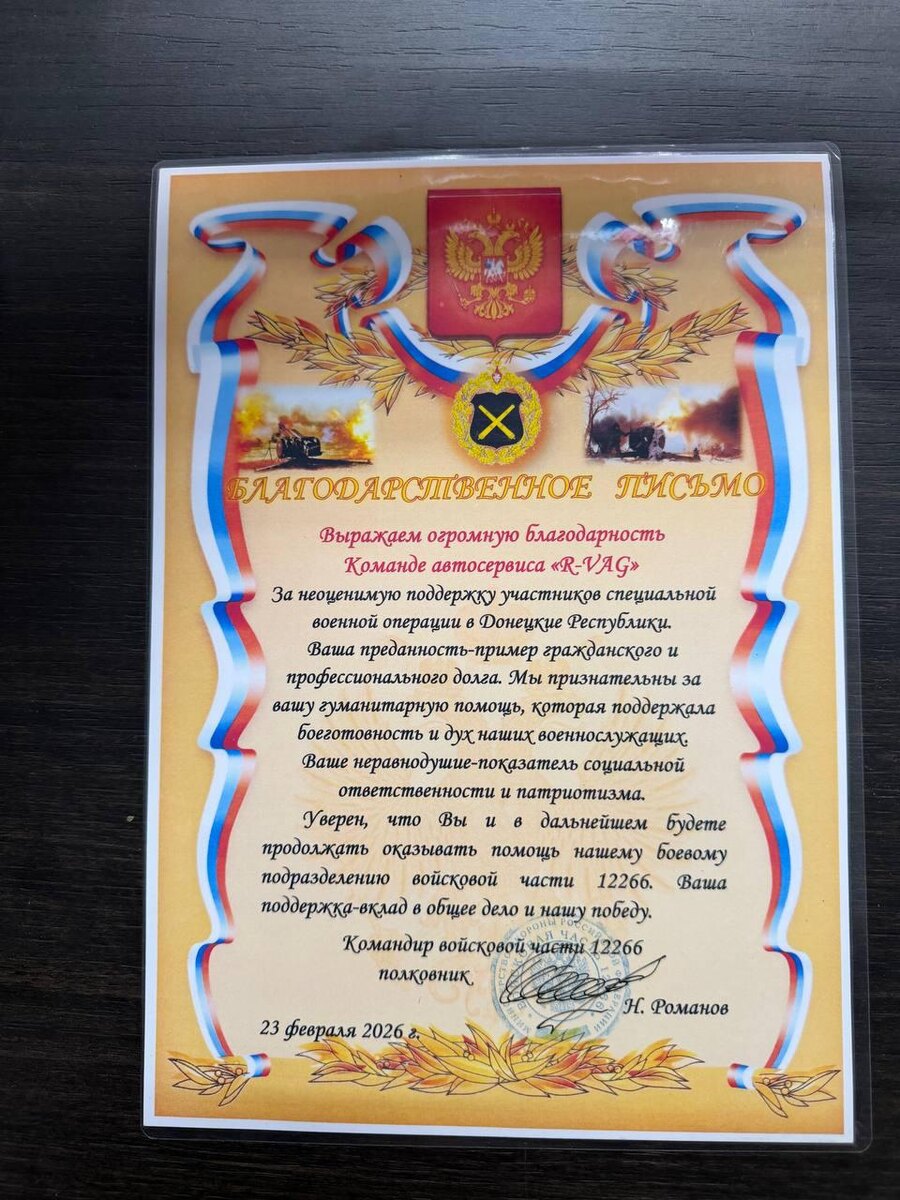 БЛАГОДАРСТВЕННОЕ ПИСЬМО
Выражаем огромную благодарность
Команде автосервиса «R-VAG»
За неоценимую поддержку участников специальной
военной операции в Донецкие Республики.
Ваша преданность-пример гражданского и
профессионального долга. Мы признательны за
вашу гуманитарную помощь, которая поддержала
боеготовность и дух наших военнослужащих.
Ваше неравнодушие-показатель социальной
ответственности и патриотизма.
Уверен, что Вы и в дальнейшем будете
продолжать оказывать помощь нашему боевому
подразделению войсковой части 12266. Ваша
поддержка-вклад в общее дело и нашу победу.
Командир войсковой части 12266
полковник
Н. Романов
23 февраля 2026 г.